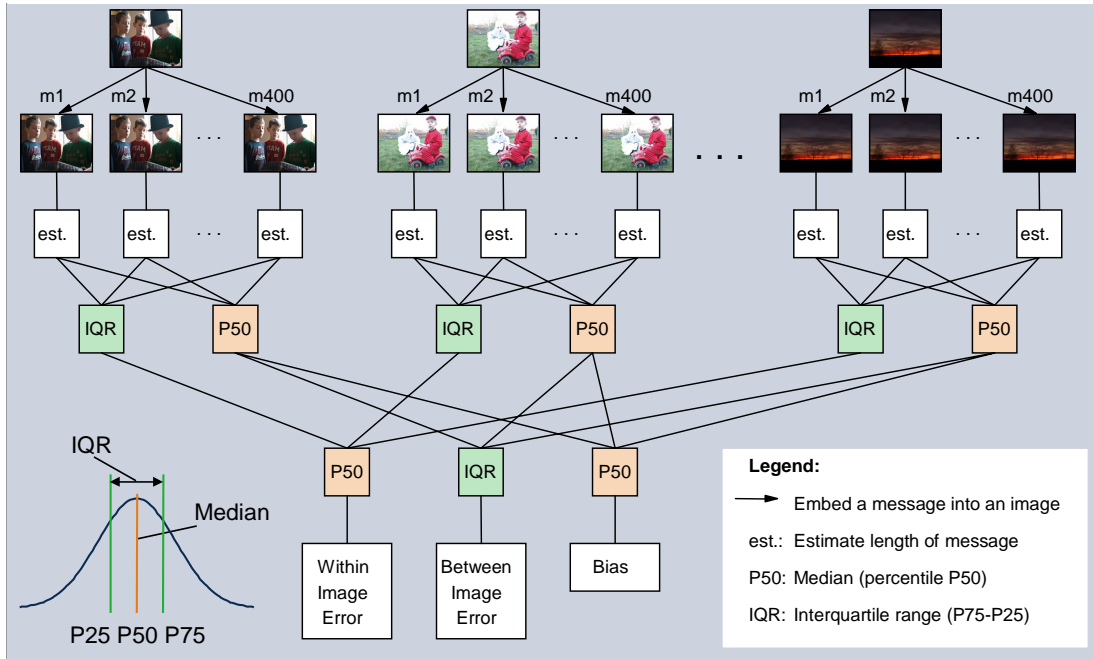 m1 m2 m400 m1 m2 m400 m1 m2 m400
. . . . . . . . . . . .
est. est. . . . est. est. est. . . . est. est. est. . . . est.
IQR P50 IQR P50 IQR P50
P50 IQR P50
Within Image Error
Between Image Error
Bias
IQR
Median
P25 P50 P75
Legend:
Embed a message into an image
est.: Estimate length of message
P50: Median (percentile P50)
IQR: Interquartile range (P75-P25)